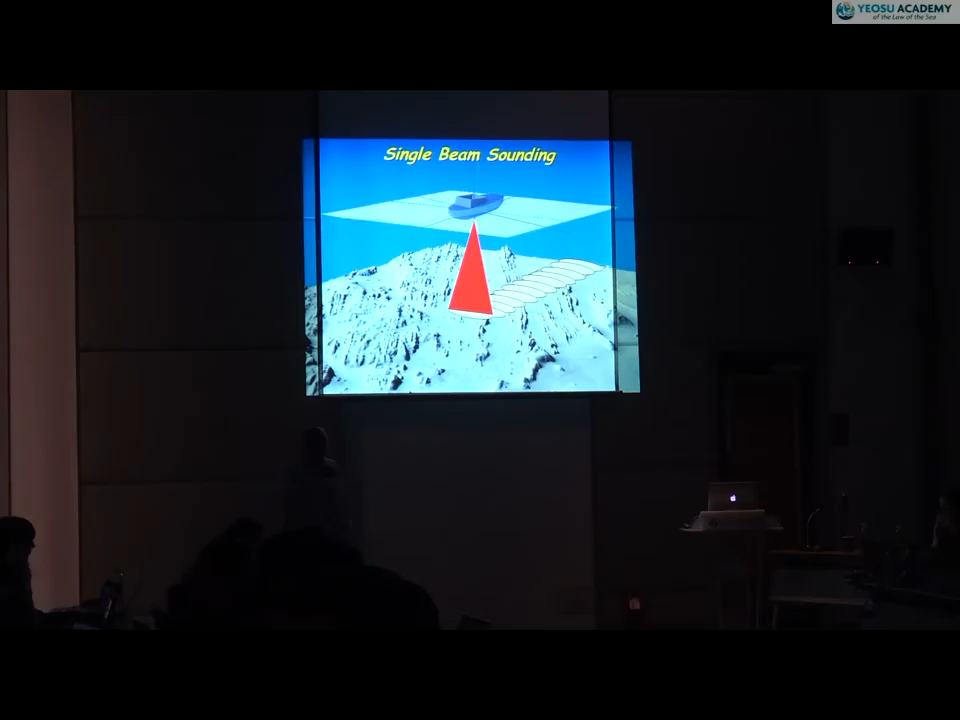 YEOSU ACADEMY
of the Law of the Sea
Single Beam Sounding